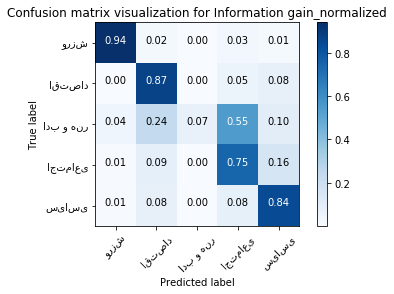 Confusion matrix visualization for Information gain_normalized
True label
ورزش 0.94 0.02 0.00 0.03 0.01
اقتصاد 0.00 0.87 0.00 0.05 0.08
ادب و هنر 0.04 0.24 0.07 0.55 0.10
اجتماعی 0.01 0.09 0.00 0.75 0.16
سیاسی 0.01 0.08 0.00 0.08 0.84
ورزش
اقتصاد
ادب و هنر
اجتماعی
سیاسی
Predicted label
0.8
0.6
0.4
0.2